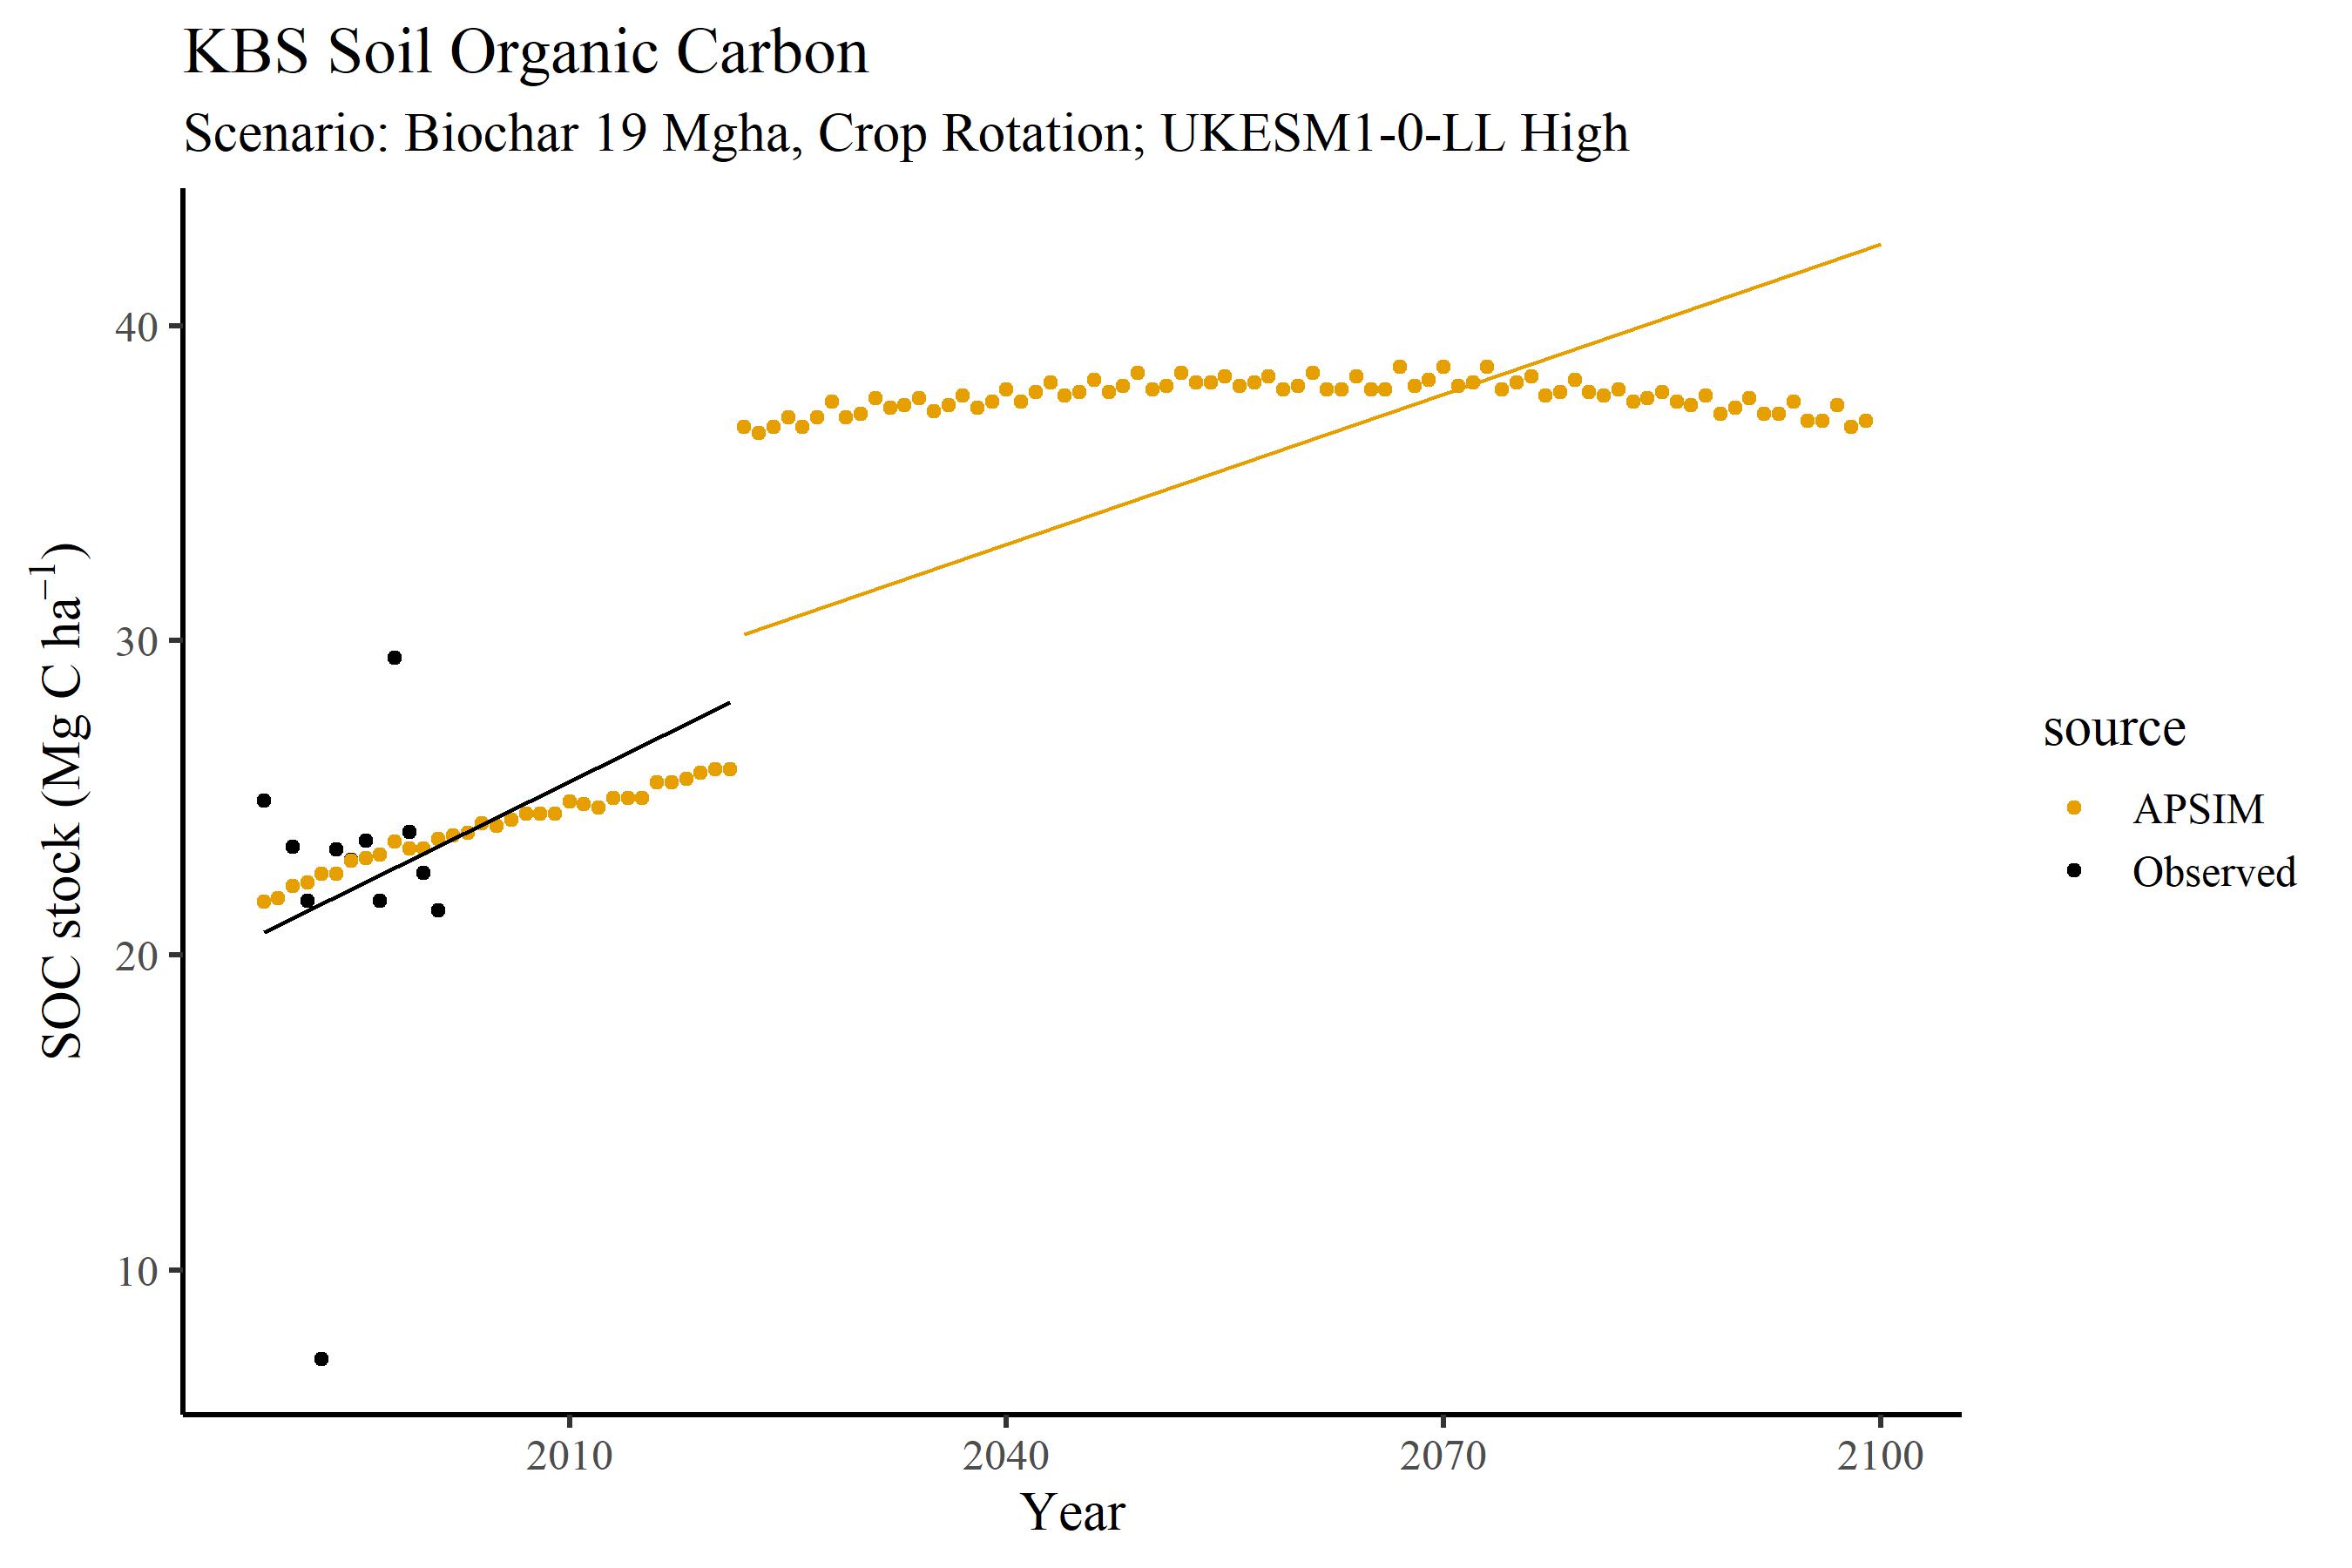 KBS Soil Organic Carbon
Scenario: Biochar 19 Mgha, Crop Rotation; UKESM1-0-LL High
SOC stock (Mg C ha⁻¹)
40
30
20
10
2010 2040 2070 2100
Year
source
APSIM
Observed